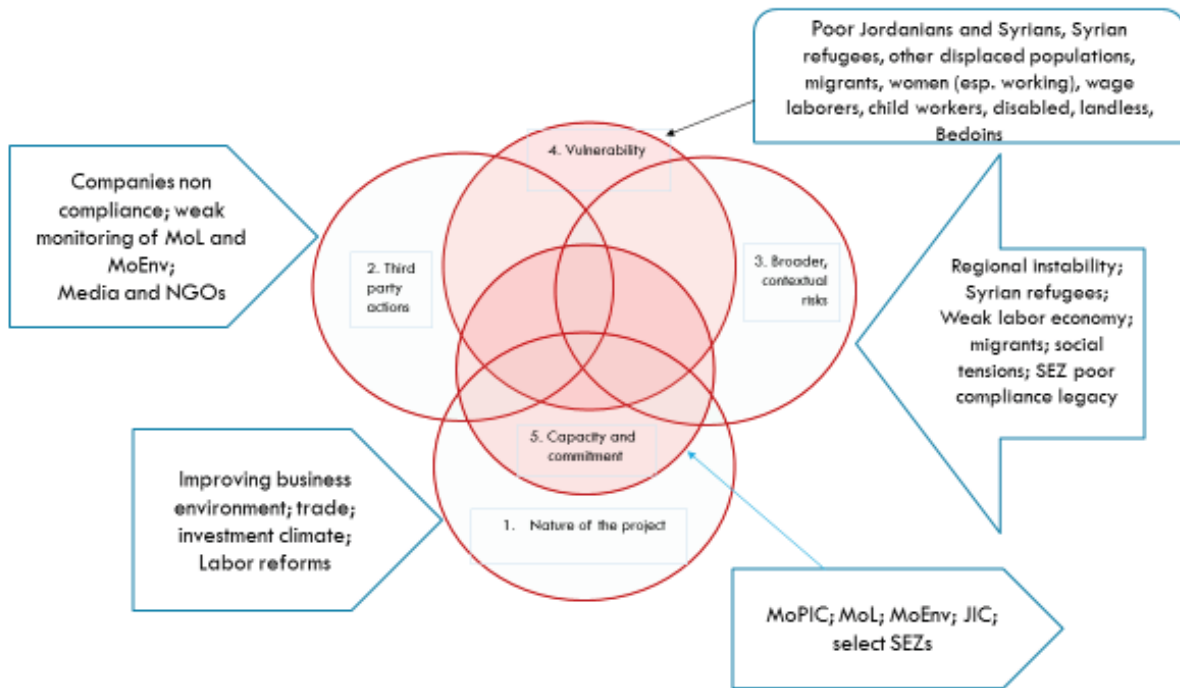 Poor Jordanians and Syrians, Syrian
refugees, other displaced populations,
migrants, women (esp. working), wage
laborers, child workers, disabled, landless,
Bedoins
4. Vulnerability
Companies non
compliance; weak
monitoring of MoL and
MoEnv;
Media and NGOs
2. Third
party
actions
3. Broader,
contextual
risks
Regional instability;
Syrian refugees;
Weak labor economy;
migrants; social
tensions; SEZ poor
compliance legacy
5. Capacity and
commitment
Improving business
environment; trade;
investment climate;
Labor reforms
1. Nature of the project
MoPIC; MoL; MoEnv; JIC;
select SEZs